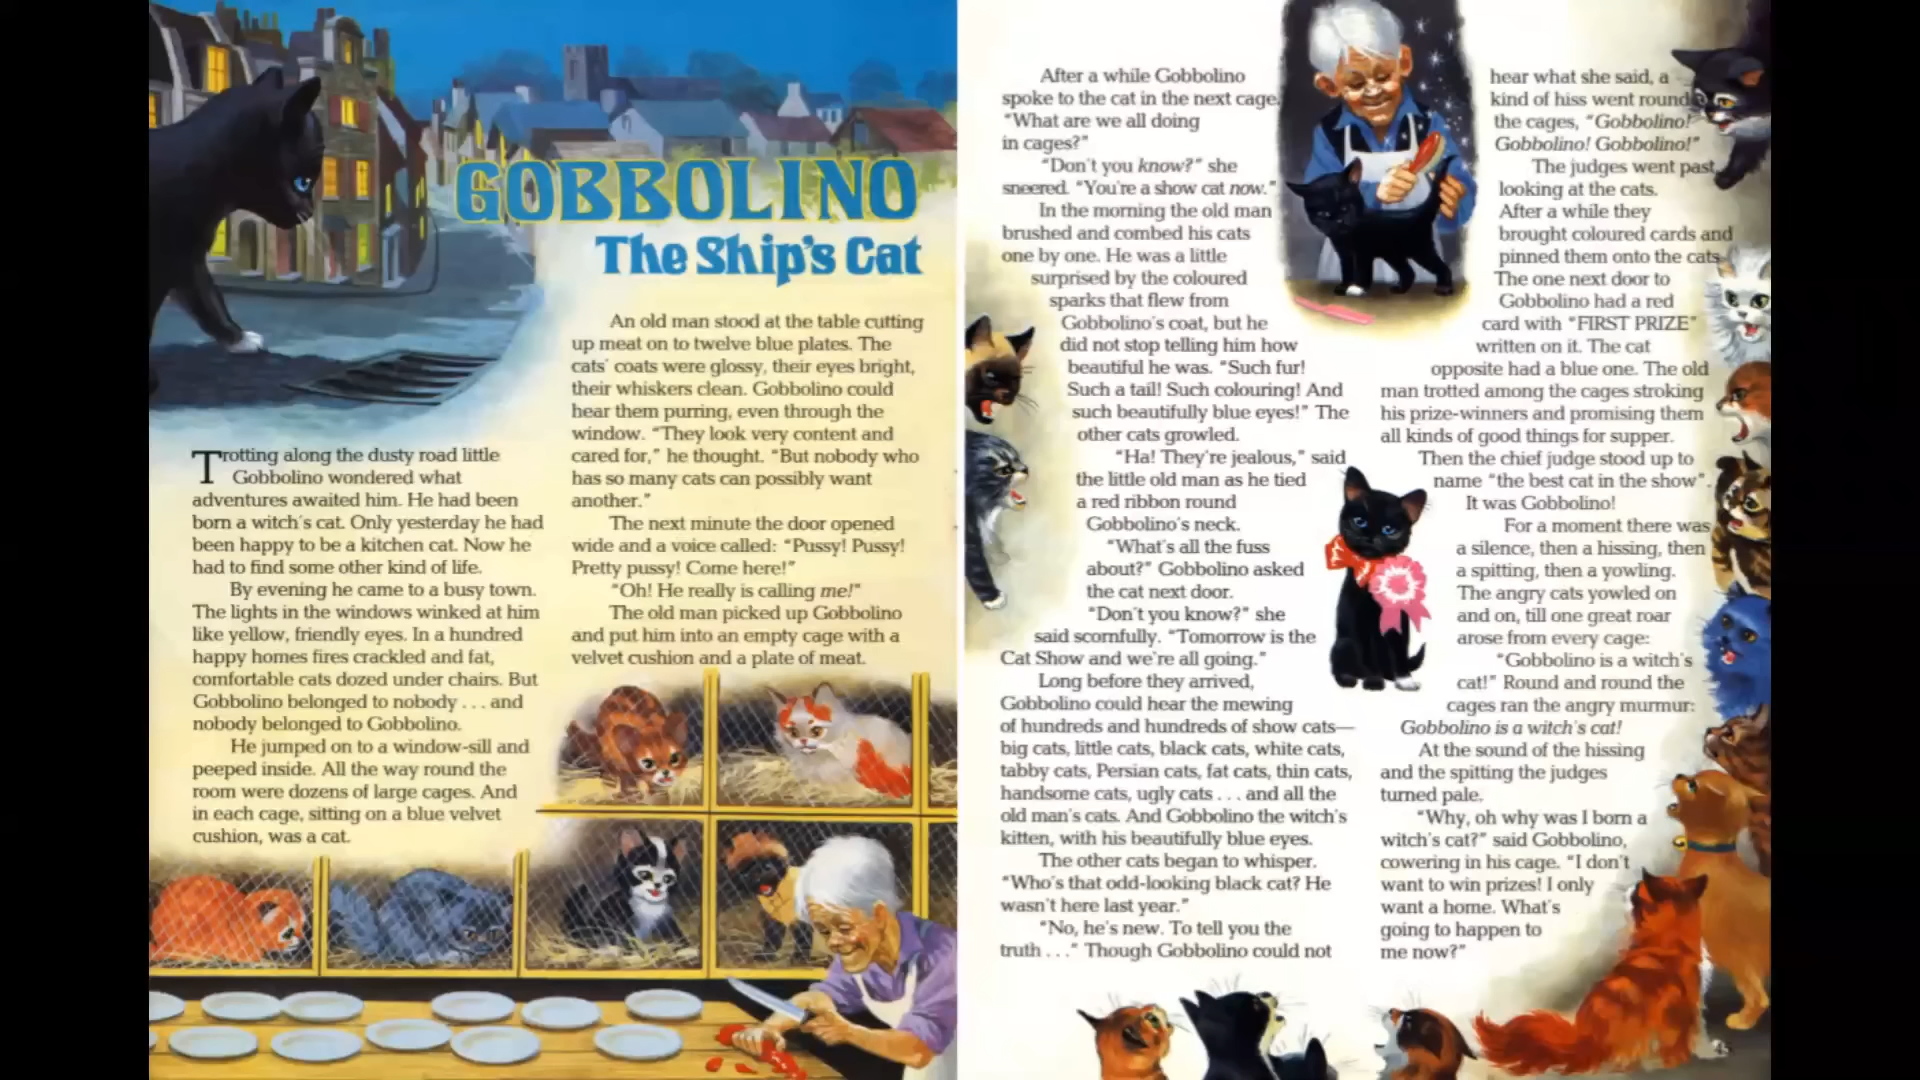 GOBBOLINO
The Ship's Cat
Trotting along the dusty road little
Gobbolino wondered what
adventures awaited him. He had been
born a witch's cat. Only yesterday he had
been happy to be a kitchen cat. Now he
had to find some other kind of life.
By evening he came to a busy town.
The lights in the windows winked at him
like yellow, friendly eyes. In a hundred
happy homes fires crackled and fat,
comfortable cats dozed under chairs. But
Gobbolino belonged to nobody . . . and
nobody belonged to Gobbolino.
He jumped on to a window-sill and
peeped inside. All the way round the
room were dozens of large cages. And
in each cage, sitting on a blue velvet
cushion, was a cat.
An old man stood at the table cutting
up meat on to twelve blue plates. The
cats' coats were glossy, their eyes bright,
their whiskers clean. Gobbolino could
hear them purring, even through the
window. "They look very content and
cared for," he thought. "But nobody who
has so many cats can possibly want
another."
The next minute the door opened
wide and a voice called: "Pussy! Pussy!
Pretty pussy! Come here!"
"Oh! He really is calling me!"
The old man picked up Gobbolino
and put him into an empty cage with a
velvet cushion and a plate of meat.
After a while Gobbolino
spoke to the cat in the next cage.
"What are we all doing
in cages?"
"Don't you know?" she
sneered. "You're a show cat now."
In the morning the old man
brushed and combed his cats
one by one. He was a little
surprised by the coloured
sparks that flew from
Gobbolino's coat, but he
did not stop telling him how
beautiful he was. "Such fur!
Such a tail! Such colouring! And
such beautifully blue eyes!" The
other cats growled.
"Ha! They're jealous," said
the little old man as he tied
a red ribbon round
Gobbolino's neck.
"What's all the fuss
about?" Gobbolino asked
the cat next door.
"Don't you know?" she
said scornfully. "Tomorrow is the
Cat Show and we're all going."
Long before they arrived,
Gobbolino could hear the mewing
of hundreds and hundreds of show cats—
big cats, little cats, black cats, white cats,
tabby cats, Persian cats, fat cats, thin cats,
handsome cats, ugly cats . . . and all the
old man's cats. And Gobbolino the witch's
kitten, with his beautifully blue eyes.
The other cats began to whisper.
"Who's that odd-looking black cat? He
wasn't here last year."
"No, he's new. To tell you the
truth . . ." Though Gobbolino could not
hear what she said, a
kind of hiss went round
the cages, "Gobbolino!
Gobbolino! Gobbolino!"
The judges went past,
looking at the cats.
After a while they
brought coloured cards and
pinned them onto the cats.
The one next door to
Gobbolino had a red
card with "FIRST PRIZE"
written on it. The cat
opposite had a blue one. The old
man trotted among the cages stroking
his prize-winners and promising them
all kinds of good things for supper.
Then the chief judge stood up to
name "the best cat in the show".
It was Gobbolino!
For a moment there was
a silence, then a hissing, then
a spitting, then a yowling.
The angry cats yowled on
and on, till one great roar
arose from every cage:
"Gobbolino is a witch's
cat!" Round and round the
cages ran the angry murmur:
Gobbolino is a witch's cat!
At the sound of the hissing
and the spitting the judges
turned pale.
"Why, oh why was I born a
witch's cat?" said Gobbolino,
cowering in his cage. "I don't
want to win prizes! I only
want a home. What's
going to happen to
me now?"